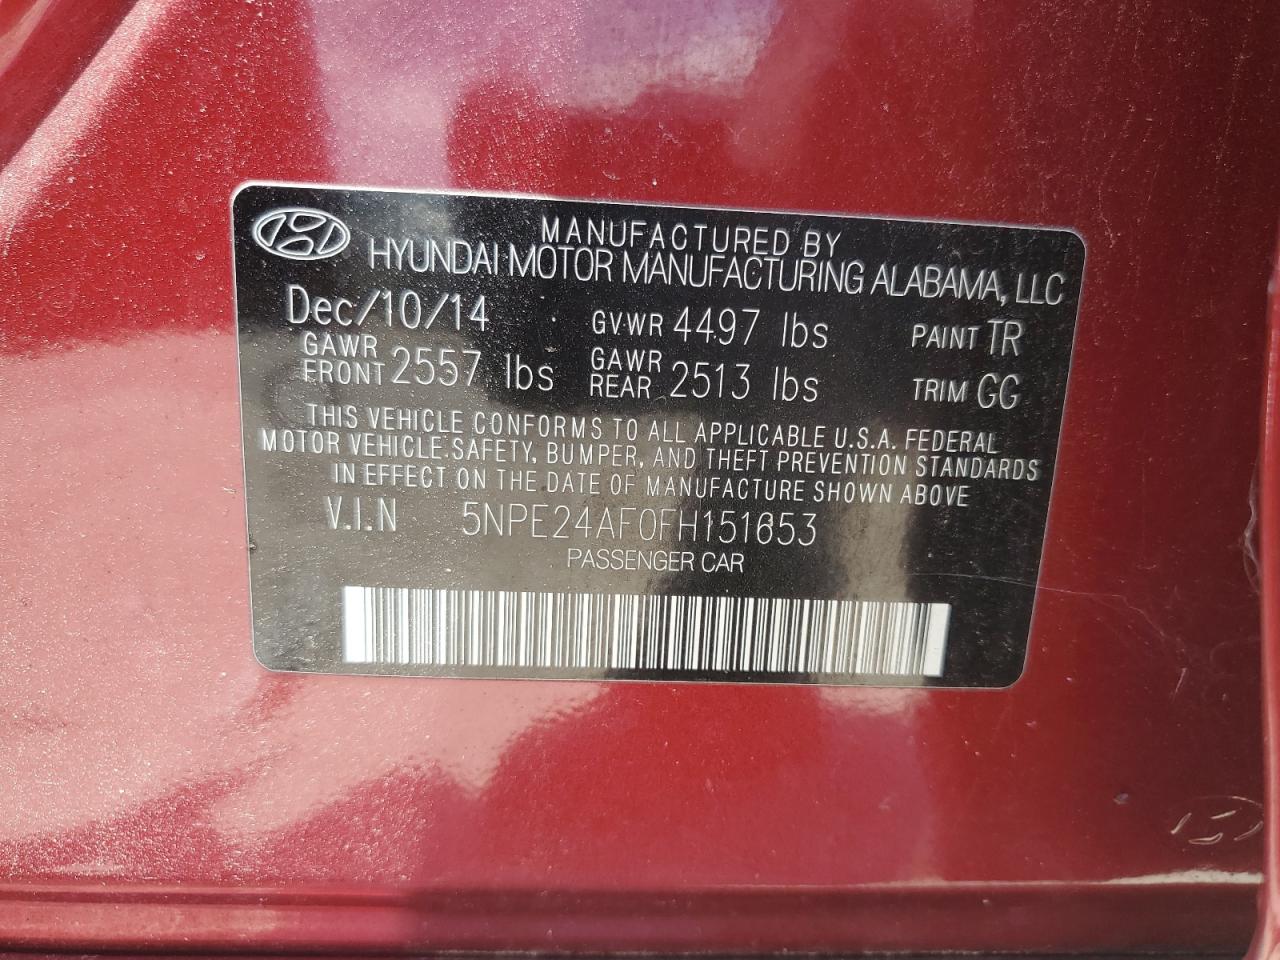 MANUFACTURED BY
HYUNDAI MOTOR MANUFACTURING ALABAMA, LLC
Dec/10/14 GVWR 4497 lbs PAINT TR
GAWR FRONT 2557 lbs GAWR REAR 2513 lbs TRIM GG
THIS VEHICLE CONFORMS TO ALL APPLICABLE U.S.A. FEDERAL
MOTOR VEHICLE SAFETY, BUMPER, AND THEFT PREVENTION STANDARDS
IN EFFECT ON THE DATE OF MANUFACTURE SHOWN ABOVE
V.I.N 5NPE24AF0FH151653
PASSENGER CAR